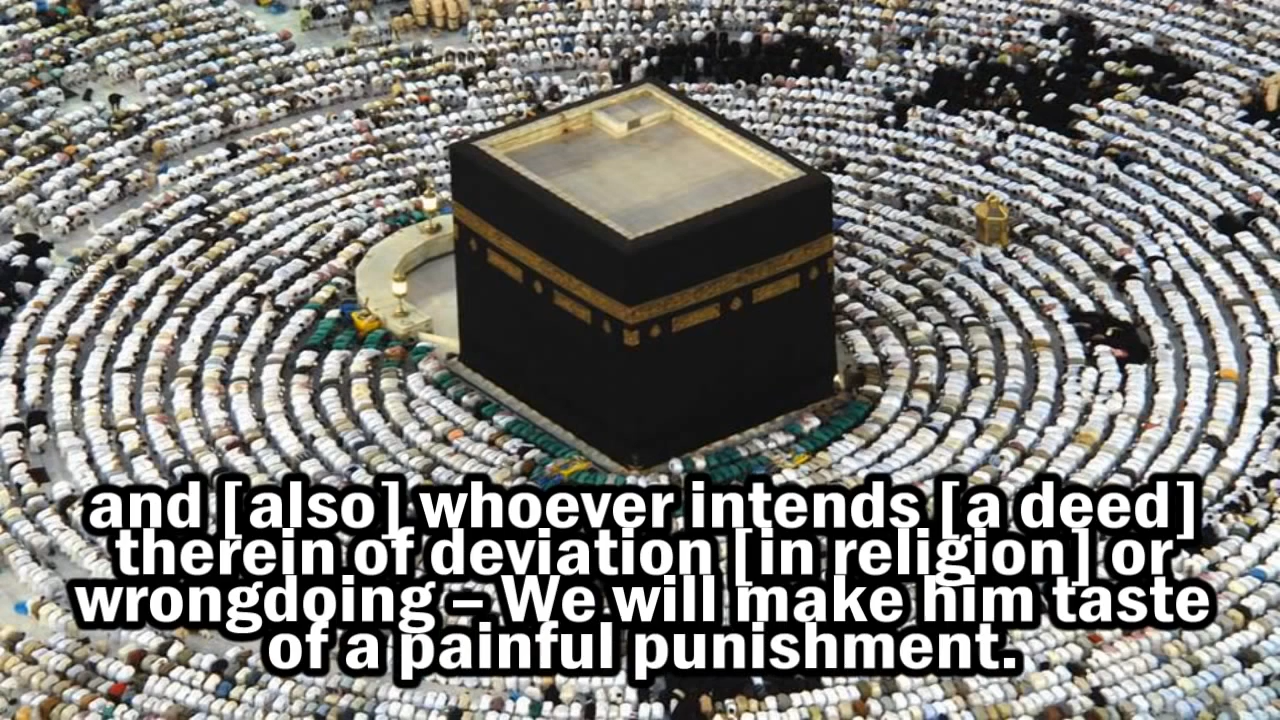 and [also] whoever intends [a deed]
therein of deviation [in religion] or
wrongdoing – We will make him taste
of a painful punishment.